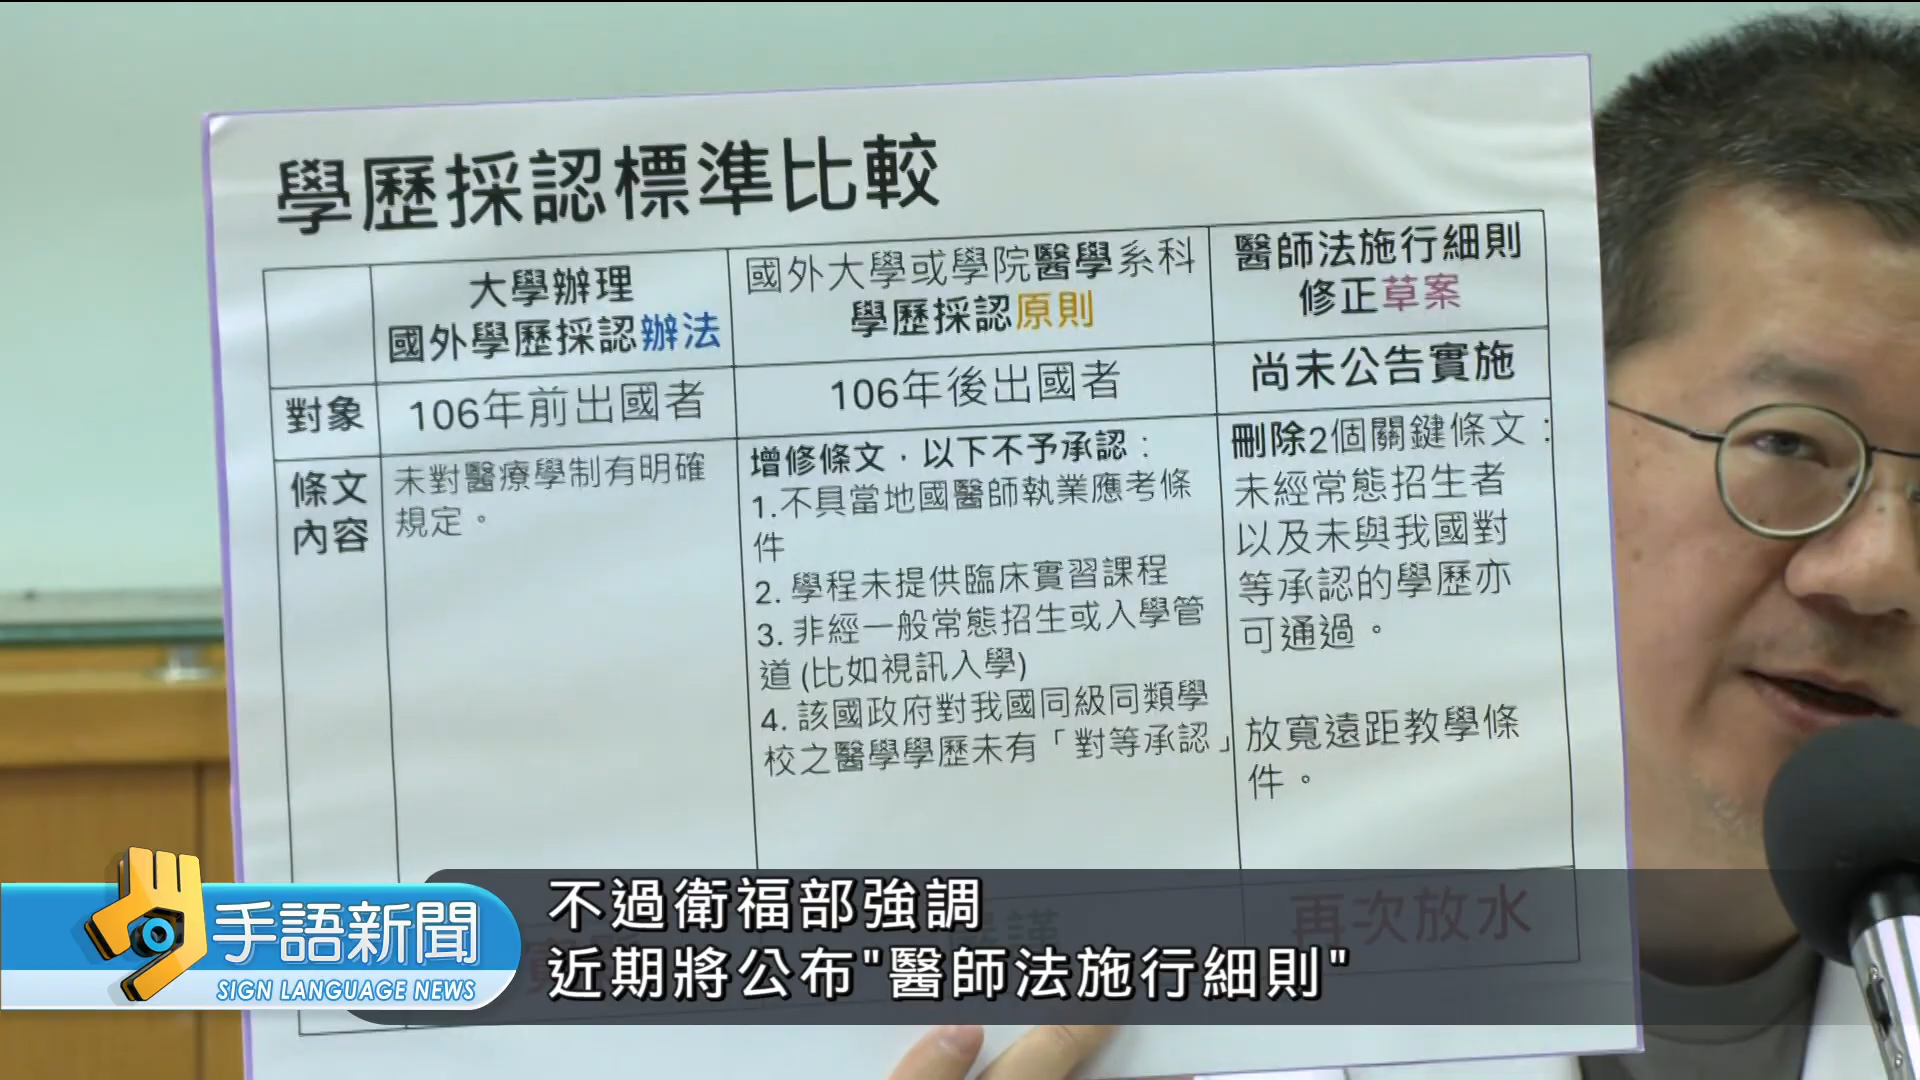 學歷採認標準比較
大學辦理
國外學歷採認辦法
國外大學或學院醫學系科
學歷採認原則
醫師法施行細則
修正草案
對象
106年前出國者
106年後出國者
尚未公告實施
條文
內容
未對醫療學制有明確
規定。
增修條文，以下不予承認：
1.不具當地國醫師執業應考條
件
2. 學程未提供臨床實習課程
3. 非經一般常態招生或入學管
道 (比如視訊入學)
4. 該國政府對我國同級同類學
校之醫學學歷未有「對等承認」
刪除2個關鍵條文：
未經常態招生者
以及未與我國對
等承認的學歷亦
可通過。
放寬遠距教學條
件。
再次放水
手語新聞
SIGN LANGUAGE NEWS
不過衛福部強調
近期將公布"醫師法施行細則"